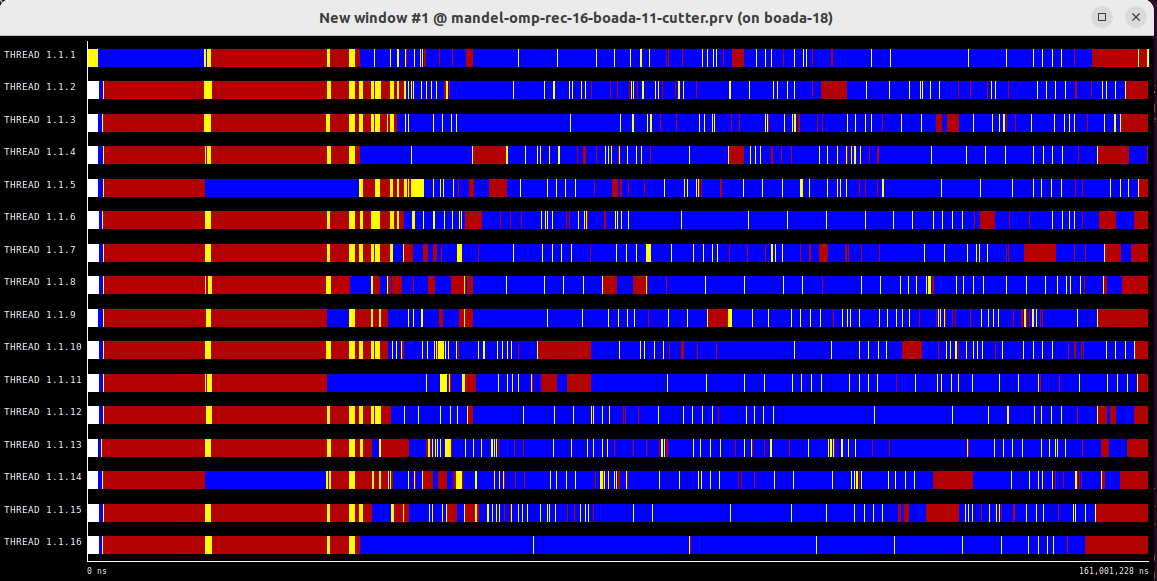 New window #1 @ mandel-omp-rec-16-boada-11-cutter.prv (on boada-18)
THREAD 1.1.1
THREAD 1.1.2
THREAD 1.1.3
THREAD 1.1.4
THREAD 1.1.5
THREAD 1.1.6
THREAD 1.1.7
THREAD 1.1.8
THREAD 1.1.9
THREAD 1.1.10
THREAD 1.1.11
THREAD 1.1.12
THREAD 1.1.13
THREAD 1.1.14
THREAD 1.1.15
THREAD 1.1.16
0 ns 161,001,228 ns